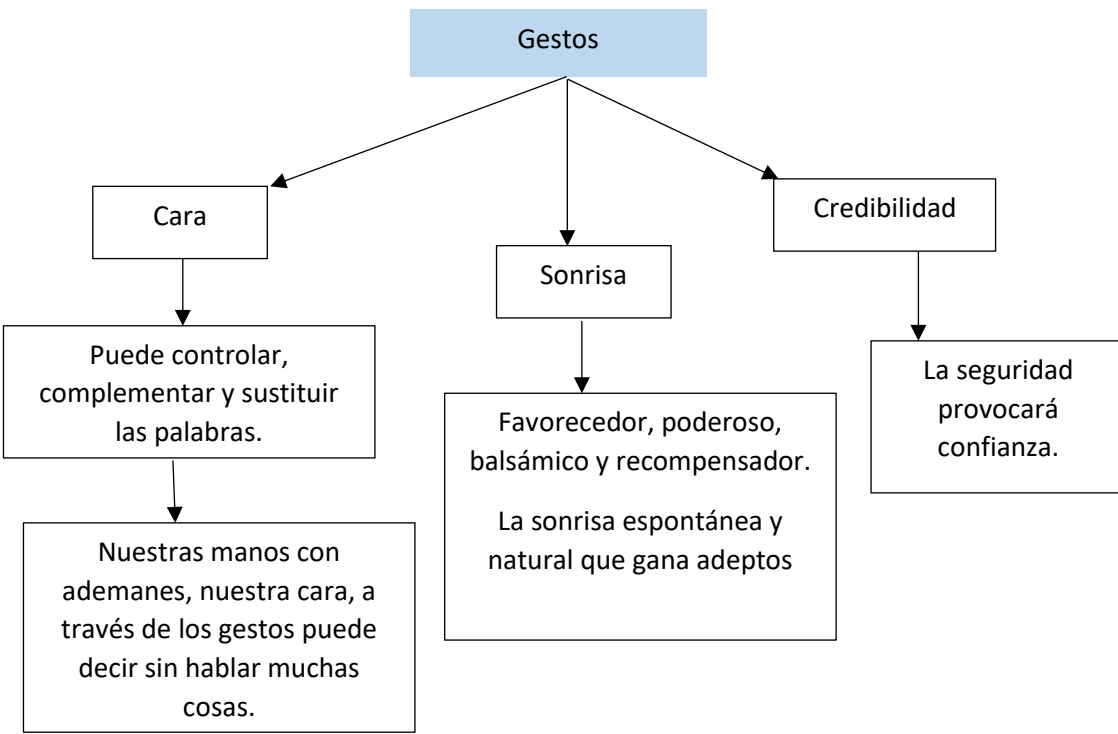 Gestos
Cara
Puede controlar,
complementar y sustituir
las palabras.
Nuestras manos con
ademanes, nuestra cara, a
través de los gestos puede
decir sin hablar muchas
cosas.
Sonrisa
Favorecedor, poderoso,
balsámico y recompensador.
La sonrisa espontánea y
natural que gana adeptos
Credibilidad
La seguridad
provocará
confianza.